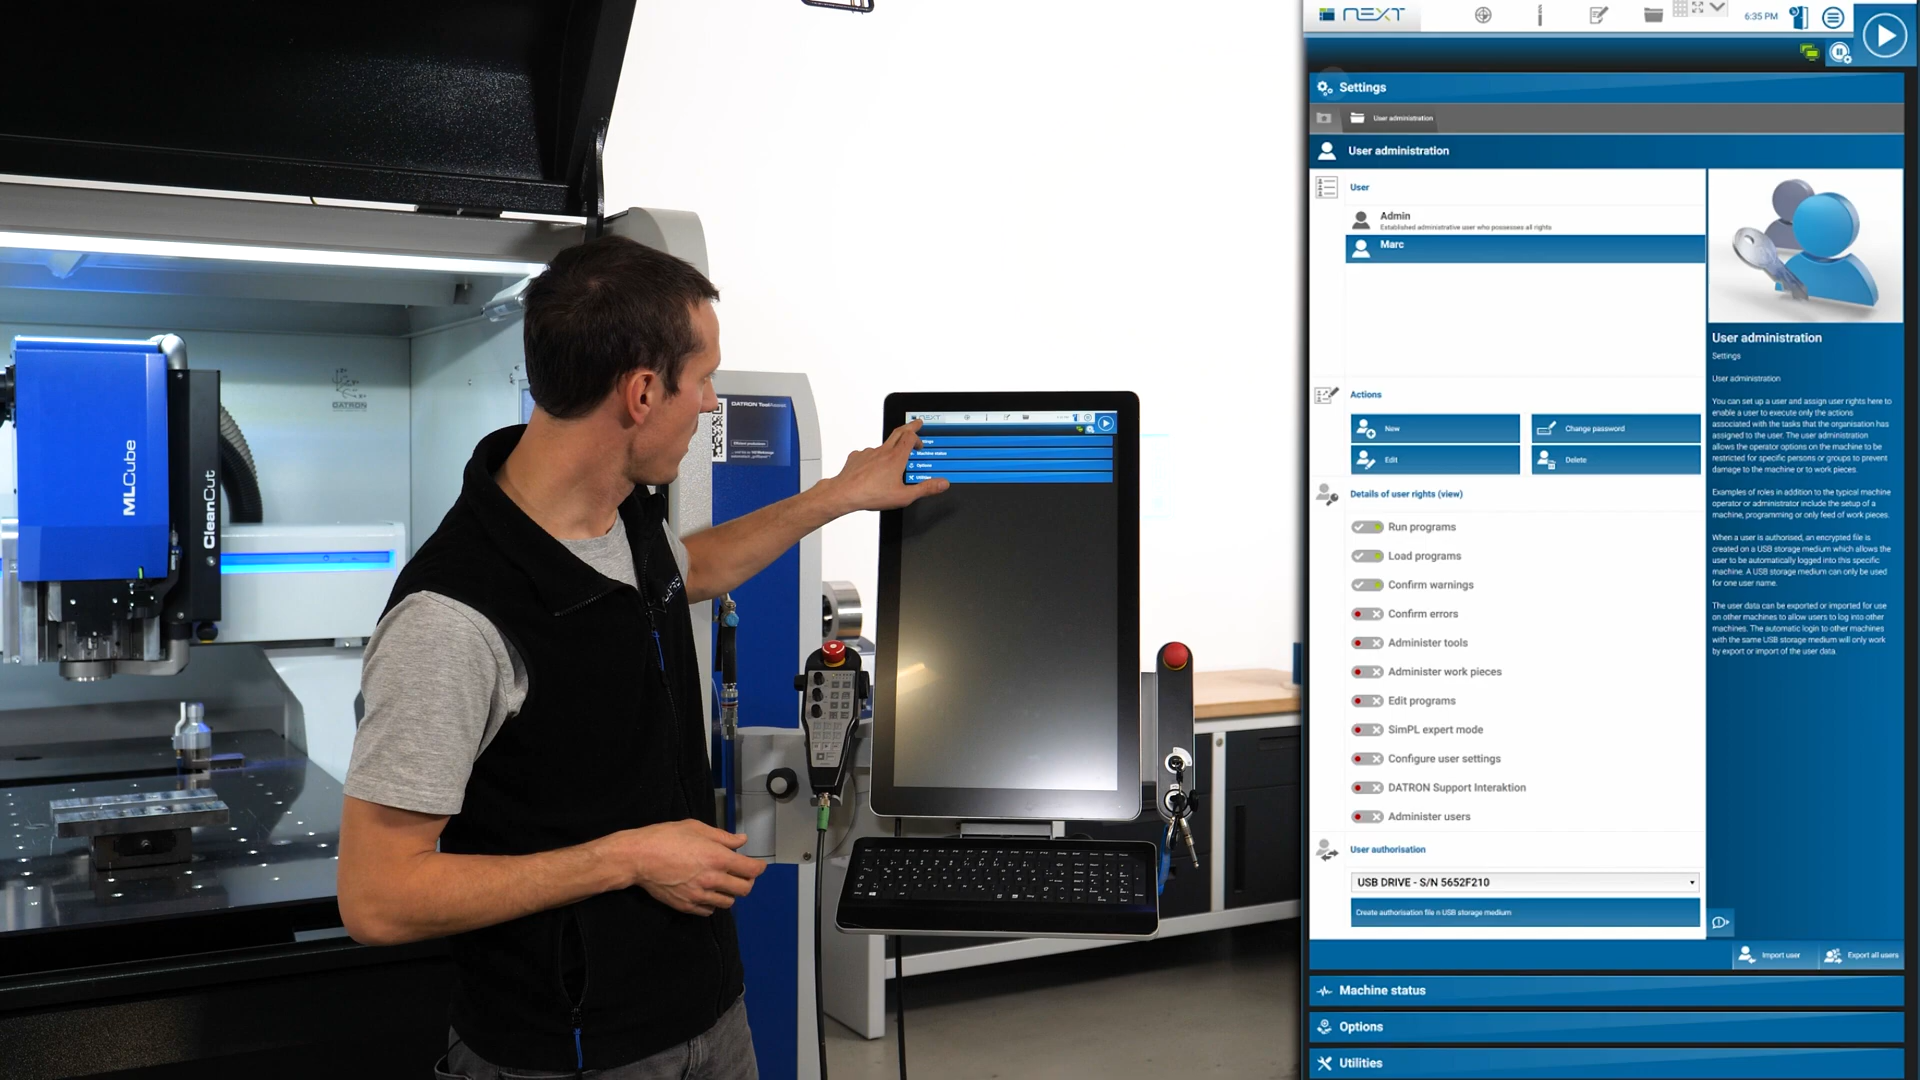 NEXT
6:35 PM
Settings
User administration
User administration
User
Admin
Established administrative user who possesses all rights
Marc
Actions
New
Change password
Edit
Delete
Details of user rights (view)
Run programs
Load programs
Confirm warnings
Confirm errors
Administer tools
Administer work pieces
Edit programs
SimPL expert mode
Configure user settings
DATRON Support Interaktion
Administer users
User authorisation
USB DRIVE - S/N 5652F210
Create authorisation file n USB storage medium
User administration
Settings
User administration
You can set up a user and assign user rights here to
enable a user to execute only the actions
associated with the tasks that the organisation has
assigned to the user. The user administration
allows the operator options on the machine to be
restricted for specific persons or groups to prevent
damage to the machine or to work pieces.
Examples of roles in addition to the typical machine
operator or administrator include the setup of a
machine, programming or only feed of work pieces.
When a user is authorised, an encrypted file is
created on a USB storage medium which allows the
user to be automatically logged into this specific
machine. A USB storage medium can only be used
for one user name.
The user data can be exported or imported for use
on other machines to allow users to log into other
machines. The automatic login to other machines
with the same USB storage medium will only work
by export or import of the user data
Import user
Export all users
Machine status
Options
Utilities
MLCube
CleanCut
DATRON
DATRON ToolAssist
NEXT
Machine status
Options
Utilities